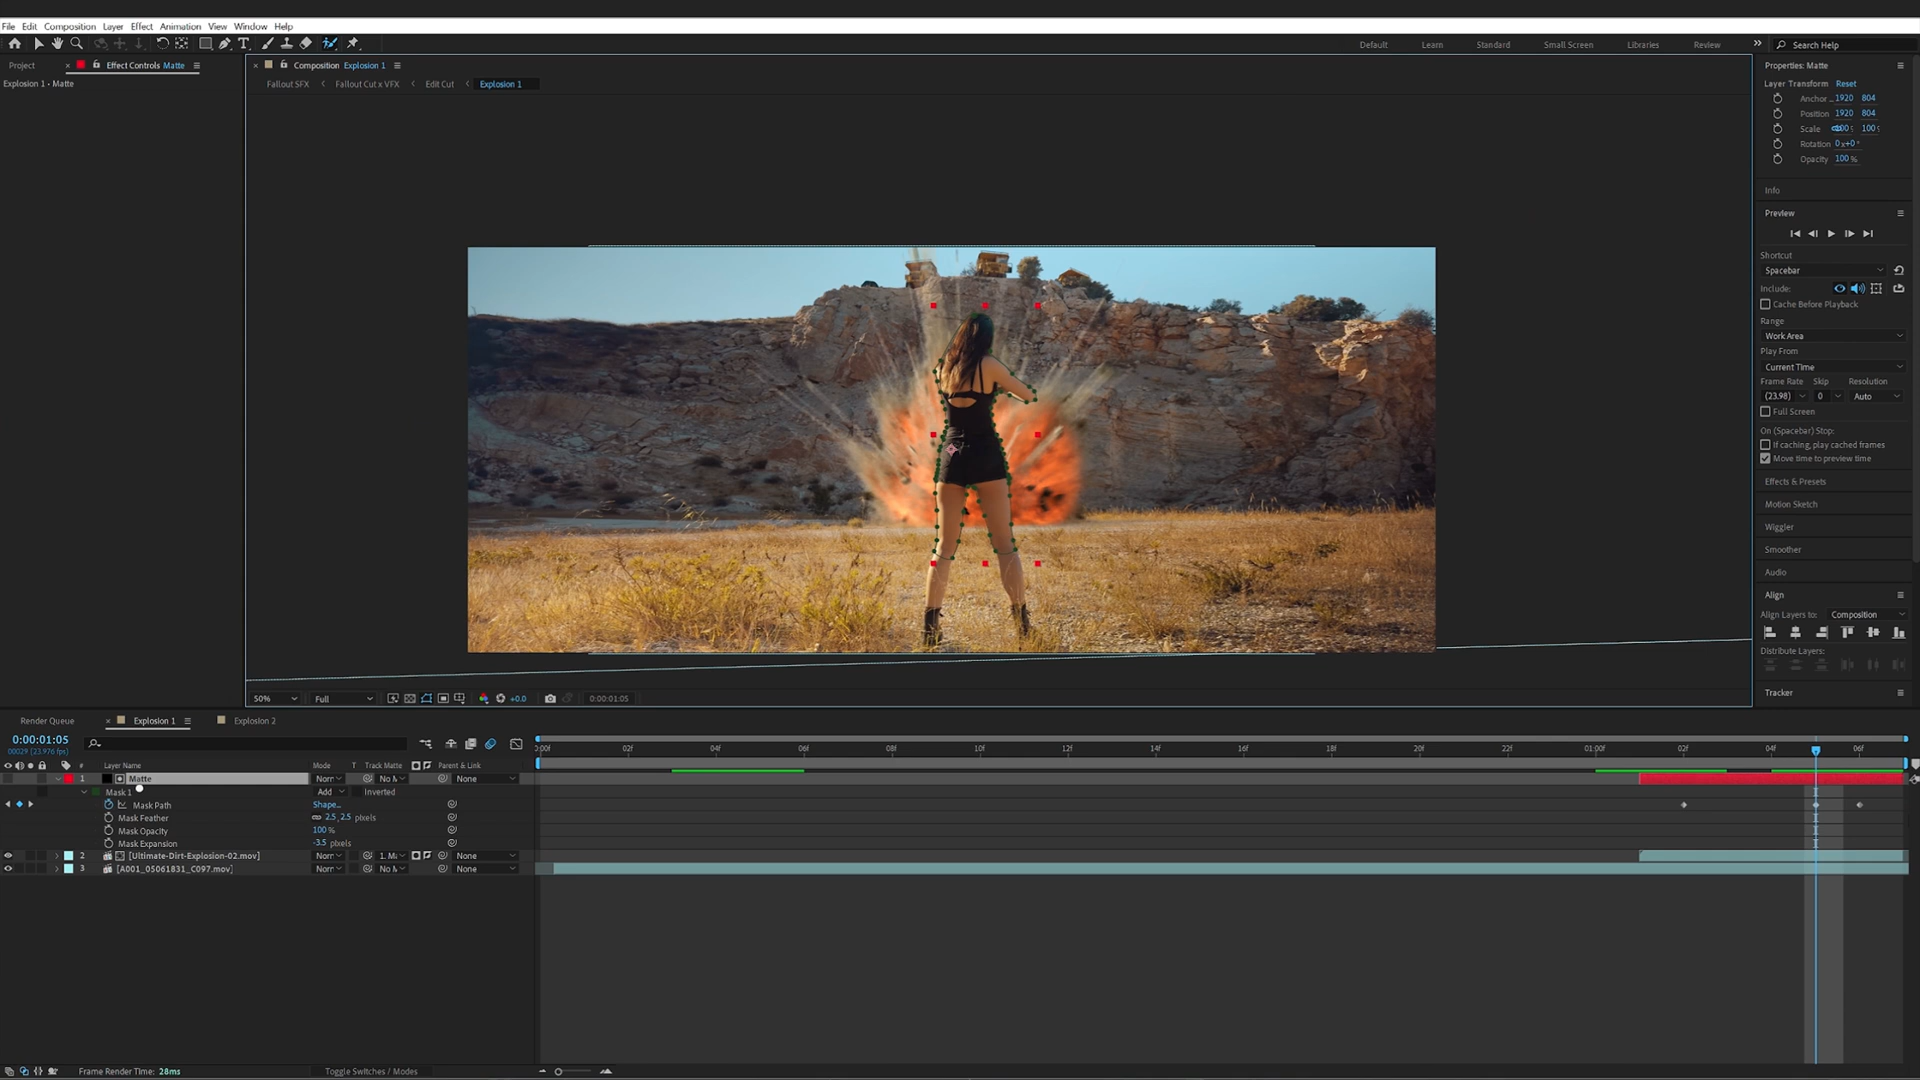 File Edit Composition Layer Effect Animation View Window Help
Default Learn Standard Small Screen Libraries Review Search Help
Project Effect Controls Matte
Composition Explosion 1
Properties: Matte
Explosion 1 • Matte
Fallout SFX Fallout Cut x VFX Edit Cut Explosion 1
Layer Transform Reset
Anchor ... 1920 804
Position 1920 804
Scale 100%
Rotation 0x+0°
Opacity 100 %
Info
Preview
Shortcut
Spacebar
Include:
Cache Before Playback
Range
Work Area
Play From
Current Time
Frame Rate Skip Resolution
(23.98) 0 Auto
Full Screen
On (Spacebar) Stop:
If caching, play cached frames
Move time to preview time
Effects & Presets
Motion Sketch
Wiggler
Smoother
Audio
Align
Align Layers to: Composition
Distribute Layers:
Tracker
50% Full +0.0 0:00:01:05
Render Queue Explosion 1 Explosion 2
0:00:01:05
00029 (23.976 fps)
:00f 02f 04f 06f 08f 10f 12f 14f 16f 18f 20f 22f 01:00f 02f 04f 06f
# Layer Name Mode T Track Matte Parent & Link
1 Matte Norr No M None
Mask 1 Add Inverted
Mask Path Shape...
Mask Feather 2.5, 2.5 pixels
Mask Opacity 100 %
Mask Expansion -3.5 pixels
2 [Ultimate-Dirt-Explosion-02.mov] Norr 1. M None
3 [A001_05061831_C097.mov] Norr No M None
Frame Render Time: 28ms
Toggle Switches / Modes